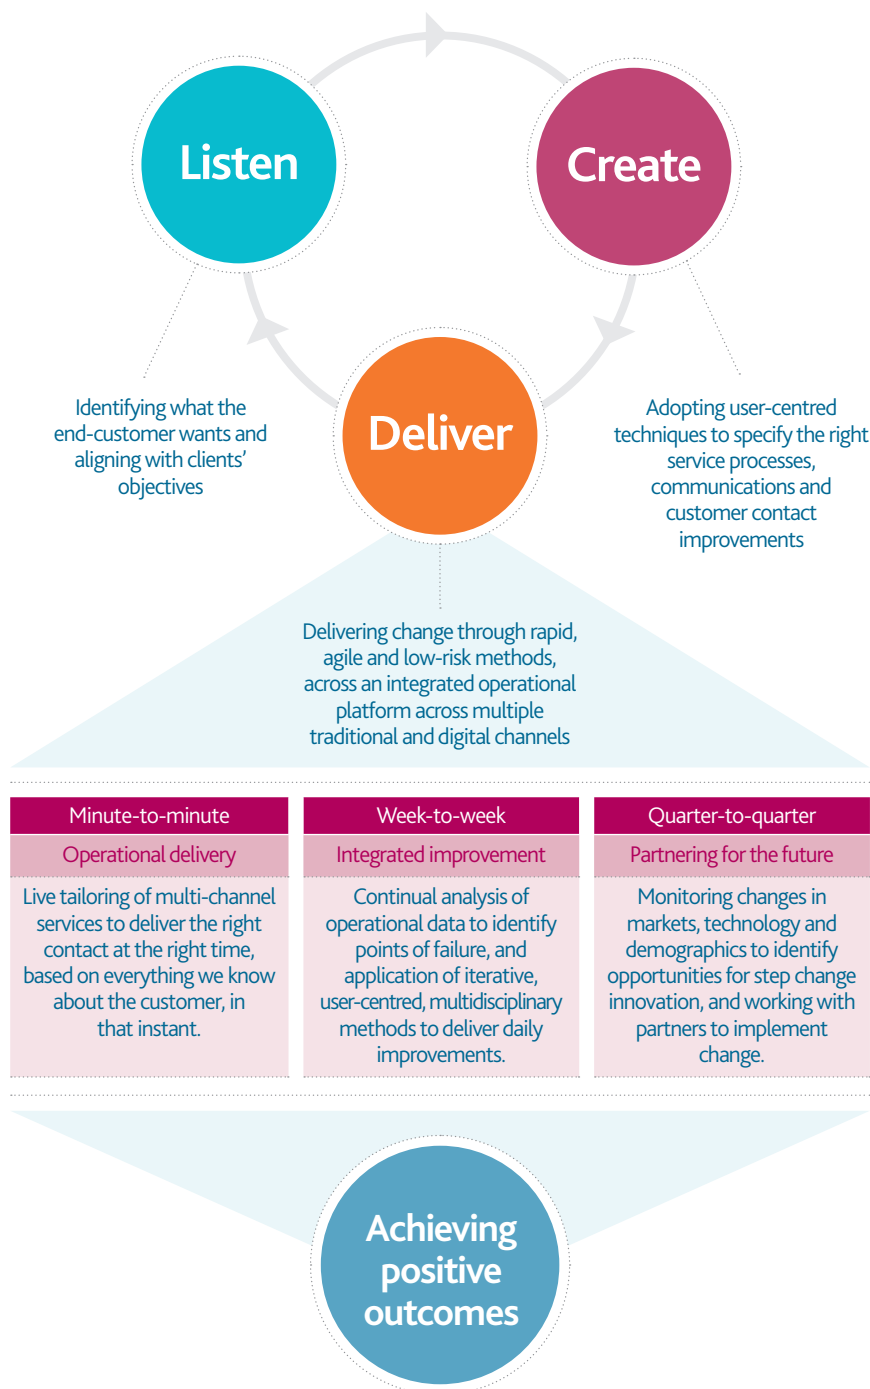 Listen
Create
Deliver
Identifying what the
end-customer wants and
aligning with clients’
objectives
Adopting user-centred
techniques to specify the right
service processes,
communications and
customer contact
improvements
Delivering change through rapid,
agile and low-risk methods,
across an integrated operational
platform across multiple
traditional and digital channels
Minute-to-minute
Operational delivery
Live tailoring of multi-channel
services to deliver the right
contact at the right time,
based on everything we know
about the customer, in
that instant.
Week-to-week
Integrated improvement
Continual analysis of
operational data to identify
points of failure, and
application of iterative,
user-centred, multidisciplinary
methods to deliver daily
improvements.
Quarter-to-quarter
Partnering for the future
Monitoring changes in
markets, technology and
demographics to identify
opportunities for step change
innovation, and working with
partners to implement
change.
Achieving
positive
outcomes